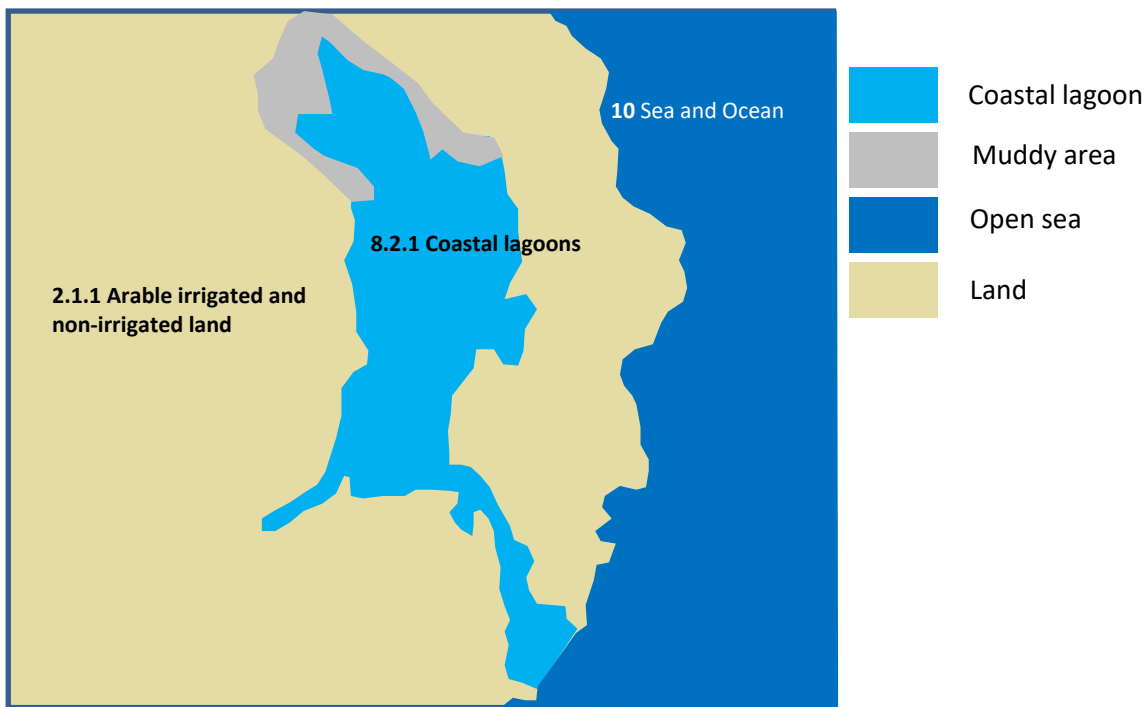 10 Sea and Ocean
8.2.1 Coastal lagoons
2.1.1 Arable irrigated and
non-irrigated land
Coastal lagoon
Muddy area
Open sea
Land